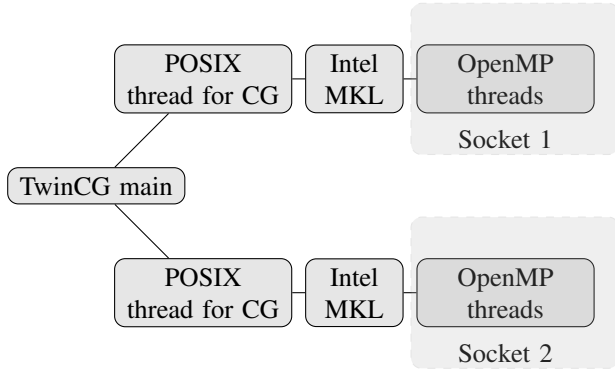 POSIX
thread for CG
Intel
MKL
OpenMP
threads
Socket 1
TwinCG main
POSIX
thread for CG
Intel
MKL
OpenMP
threads
Socket 2